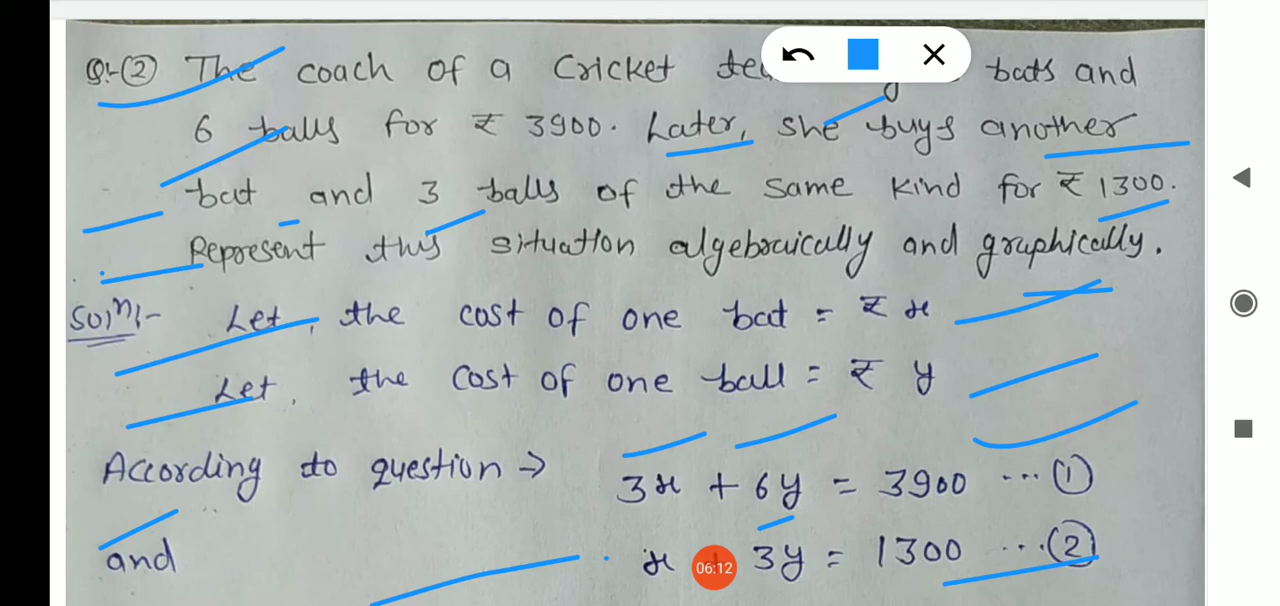 Q:-(2) The coach of a Cricket bats and
6 balls for ₹ 3900. Later, she buys another
bat and 3 balls of the same kind for ₹ 1300.
Represent this situation algebraically and graphically.
Soln:- Let, the cost of one bat = ₹ x
Let, the cost of one ball = ₹ y
According to question → 3x + 6y = 3900 ...(1)
and x 3y = 1300 ...(2)
06:12